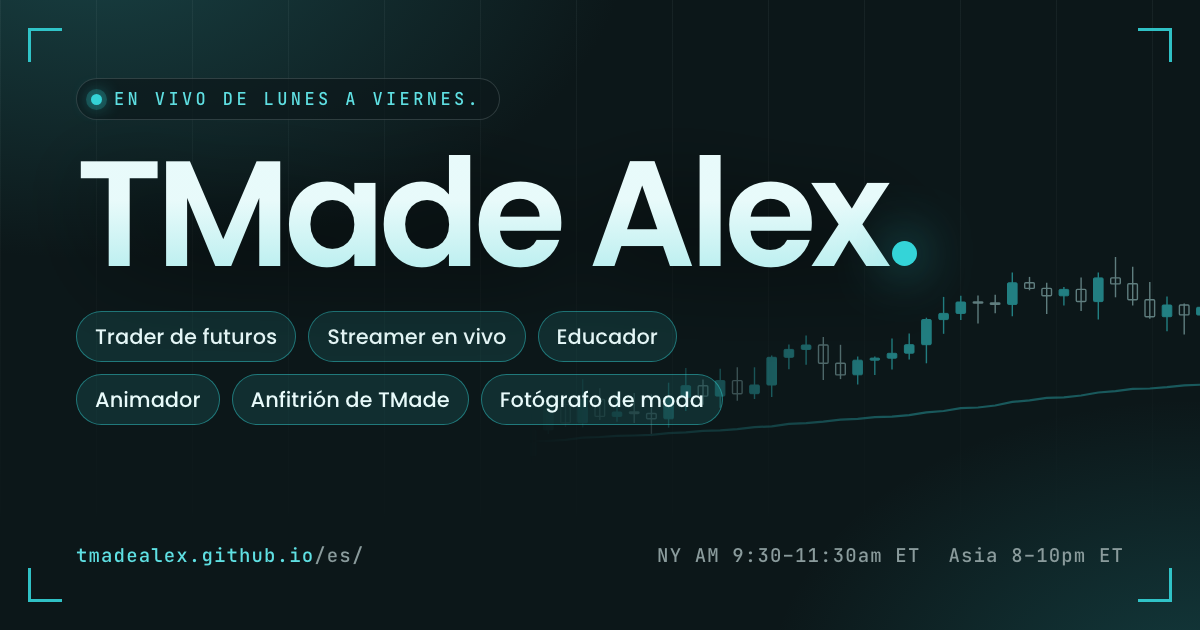 EN VIVO DE LUNES A VIERNES.
TMade Alex.
Trader de futuros Streamer en vivo Educador
Animador Anfitrión de TMade Fotógrafo de moda
tmadealex.github.io/es/ NY AM 9:30–11:30am ET Asia 8–10pm ET